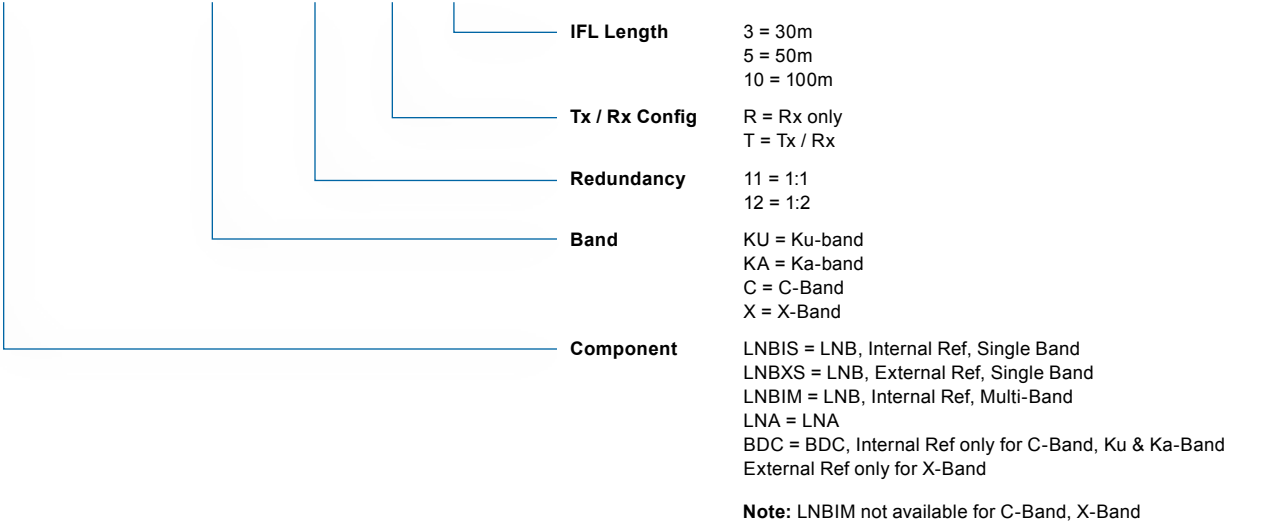 IFL Length 3 = 30m
5 = 50m
10 = 100m
Tx / Rx Config R = Rx only
T = Tx / Rx
Redundancy 11 = 1:1
12 = 1:2
Band KU = Ku-band
KA = Ka-band
C = C-Band
X = X-Band
Component LNBIS = LNB, Internal Ref, Single Band
LNBXS = LNB, External Ref, Single Band
LNBIM = LNB, Internal Ref, Multi-Band
LNA = LNA
BDC = BDC, Internal Ref only for C-Band, Ku & Ka-Band
External Ref only for X-Band
Note: LNBIM not available for C-Band, X-Band